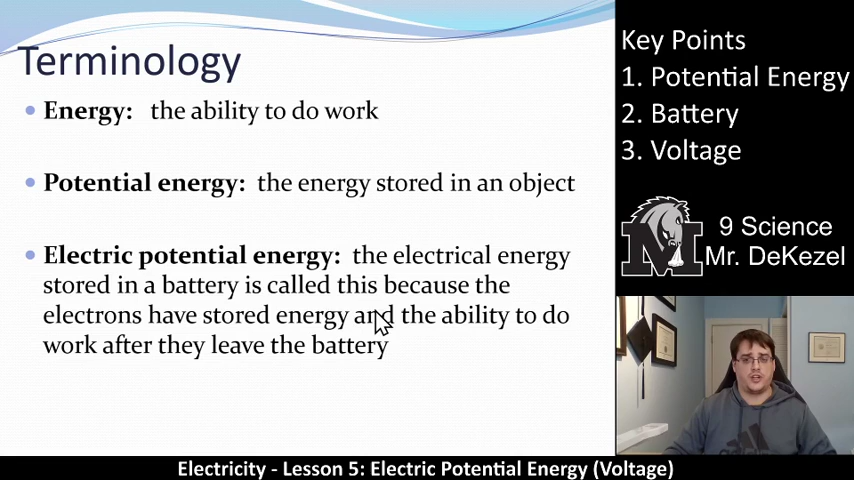 Terminology
Energy: the ability to do work
Potential energy: the energy stored in an object
Electric potential energy: the electrical energy
stored in a battery is called this because the
electrons have stored energy and the ability to do
work after they leave the battery
Key Points
1. Potential Energy
2. Battery
3. Voltage
M
9 Science
Mr. DeKezel
Electricity - Lesson 5: Electric Potential Energy (Voltage)